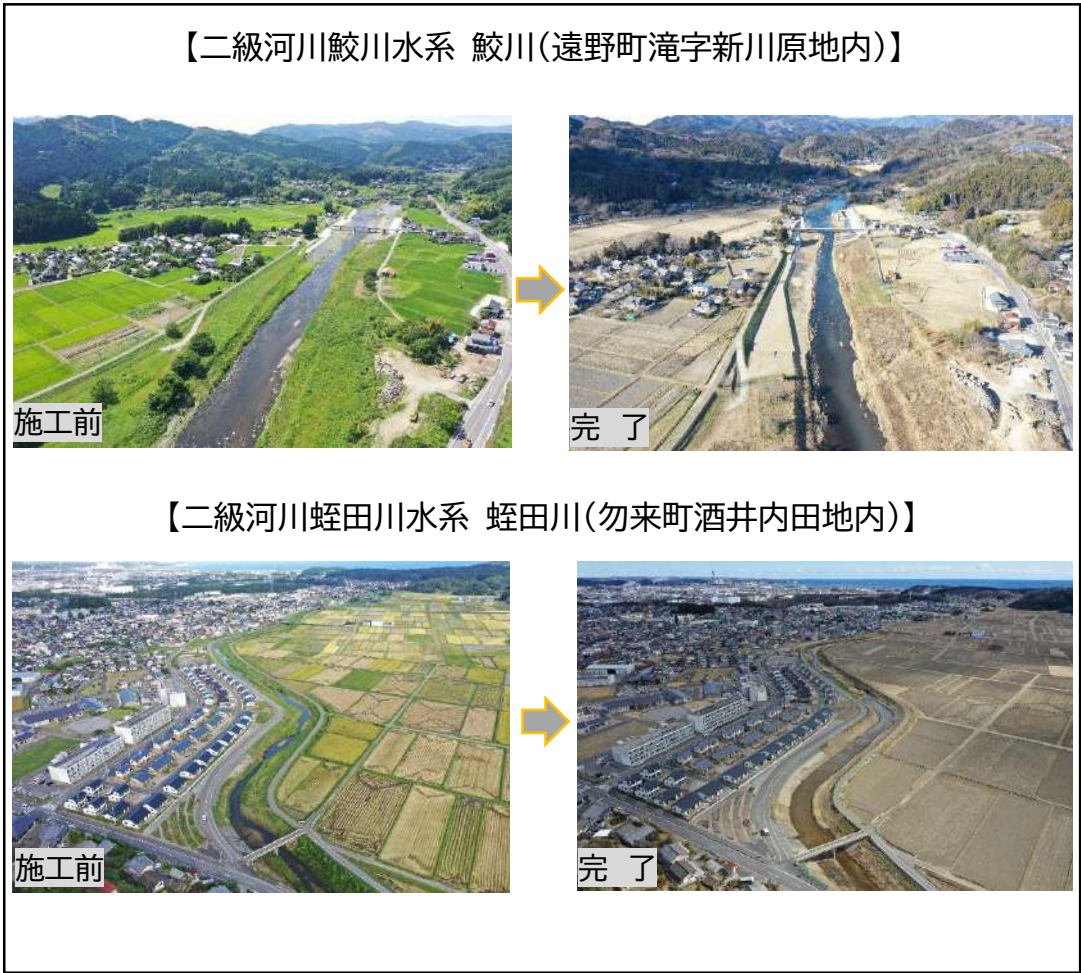 【二級河川鮫川水系 鮫川(遠野町滝字新川原地内)】
施工前
完 了
【二級河川蛭田川水系 蛭田川(勿来町酒井内田地内)】
施工前
完 了